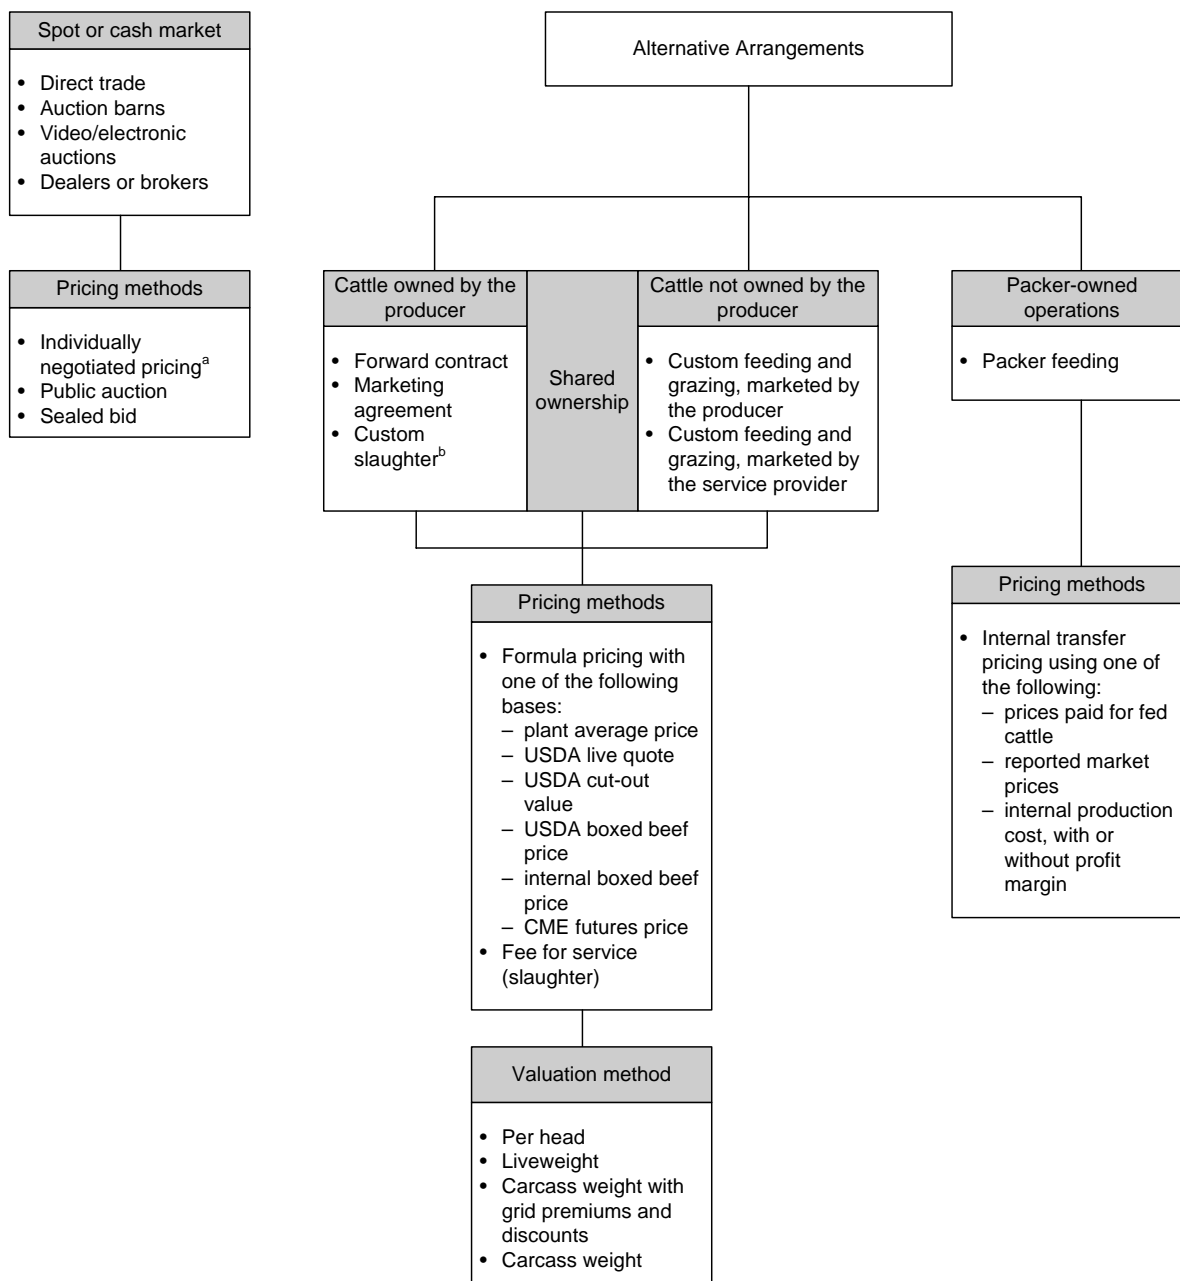 Spot or cash market
• Direct trade
• Auction barns
• Video/electronic
auctions
• Dealers or brokers
Pricing methods
• Individually
negotiated pricingᵃ
• Public auction
• Sealed bid
Alternative Arrangements
Cattle owned by the
producer
• Forward contract
• Marketing
agreement
• Custom
slaughterᵇ
Shared
ownership
Cattle not owned by the
producer
• Custom feeding and
grazing, marketed by
the producer
• Custom feeding and
grazing, marketed by
the service provider
Packer-owned
operations
• Packer feeding
Pricing methods
• Formula pricing with
one of the following
bases:
– plant average price
– USDA live quote
– USDA cut-out
value
– USDA boxed beef
price
– internal boxed beef
price
– CME futures price
• Fee for service
(slaughter)
Pricing methods
• Internal transfer
pricing using one of
the following:
– prices paid for fed
cattle
– reported market
prices
– internal production
cost, with or
without profit
margin
Valuation method
• Per head
• Liveweight
• Carcass weight with
grid premiums and
discounts
• Carcass weight